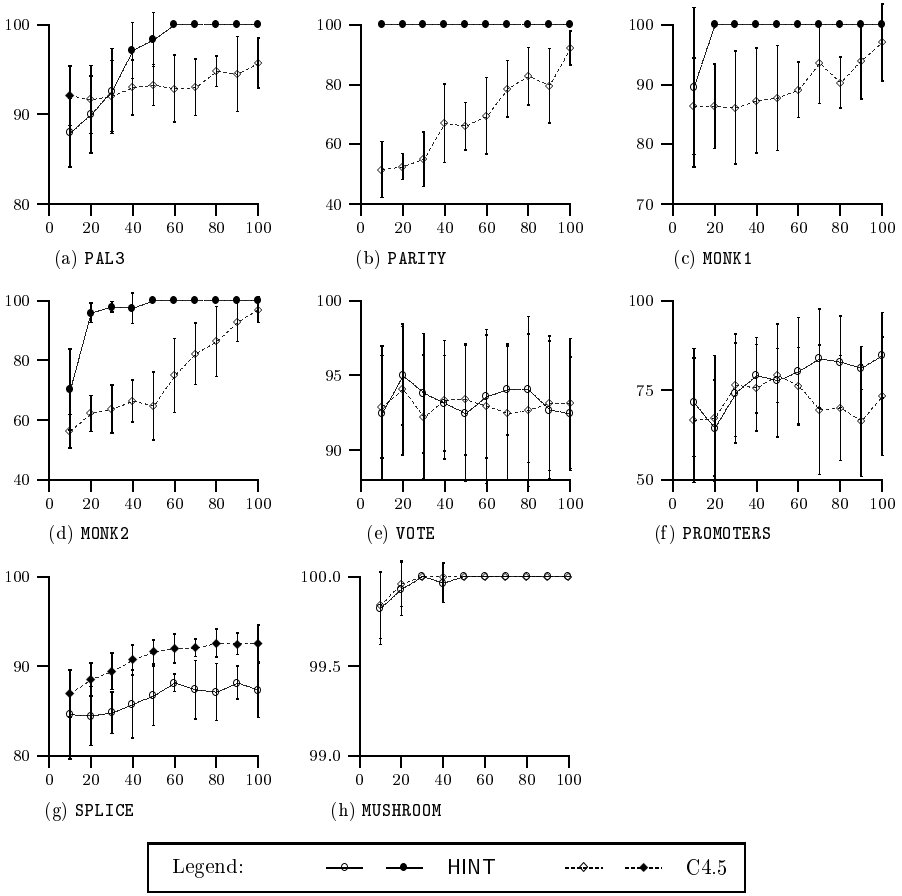 100
90
80
0 20 40 60 80 100
(a) PAL3
100
80
60
40
0 20 40 60 80 100
(b) PARITY
100
90
80
70
0 20 40 60 80 100
(c) MONK1
100
80
60
40
0 20 40 60 80 100
(d) MONK2
100
95
90
0 20 40 60 80 100
(e) VOTE
100
75
50
0 20 40 60 80 100
(f) PROMOTERS
100
90
80
0 20 40 60 80 100
(g) SPLICE
100.0
99.5
99.0
0 20 40 60 80 100
(h) MUSHROOM
Legend: HINT C4.5